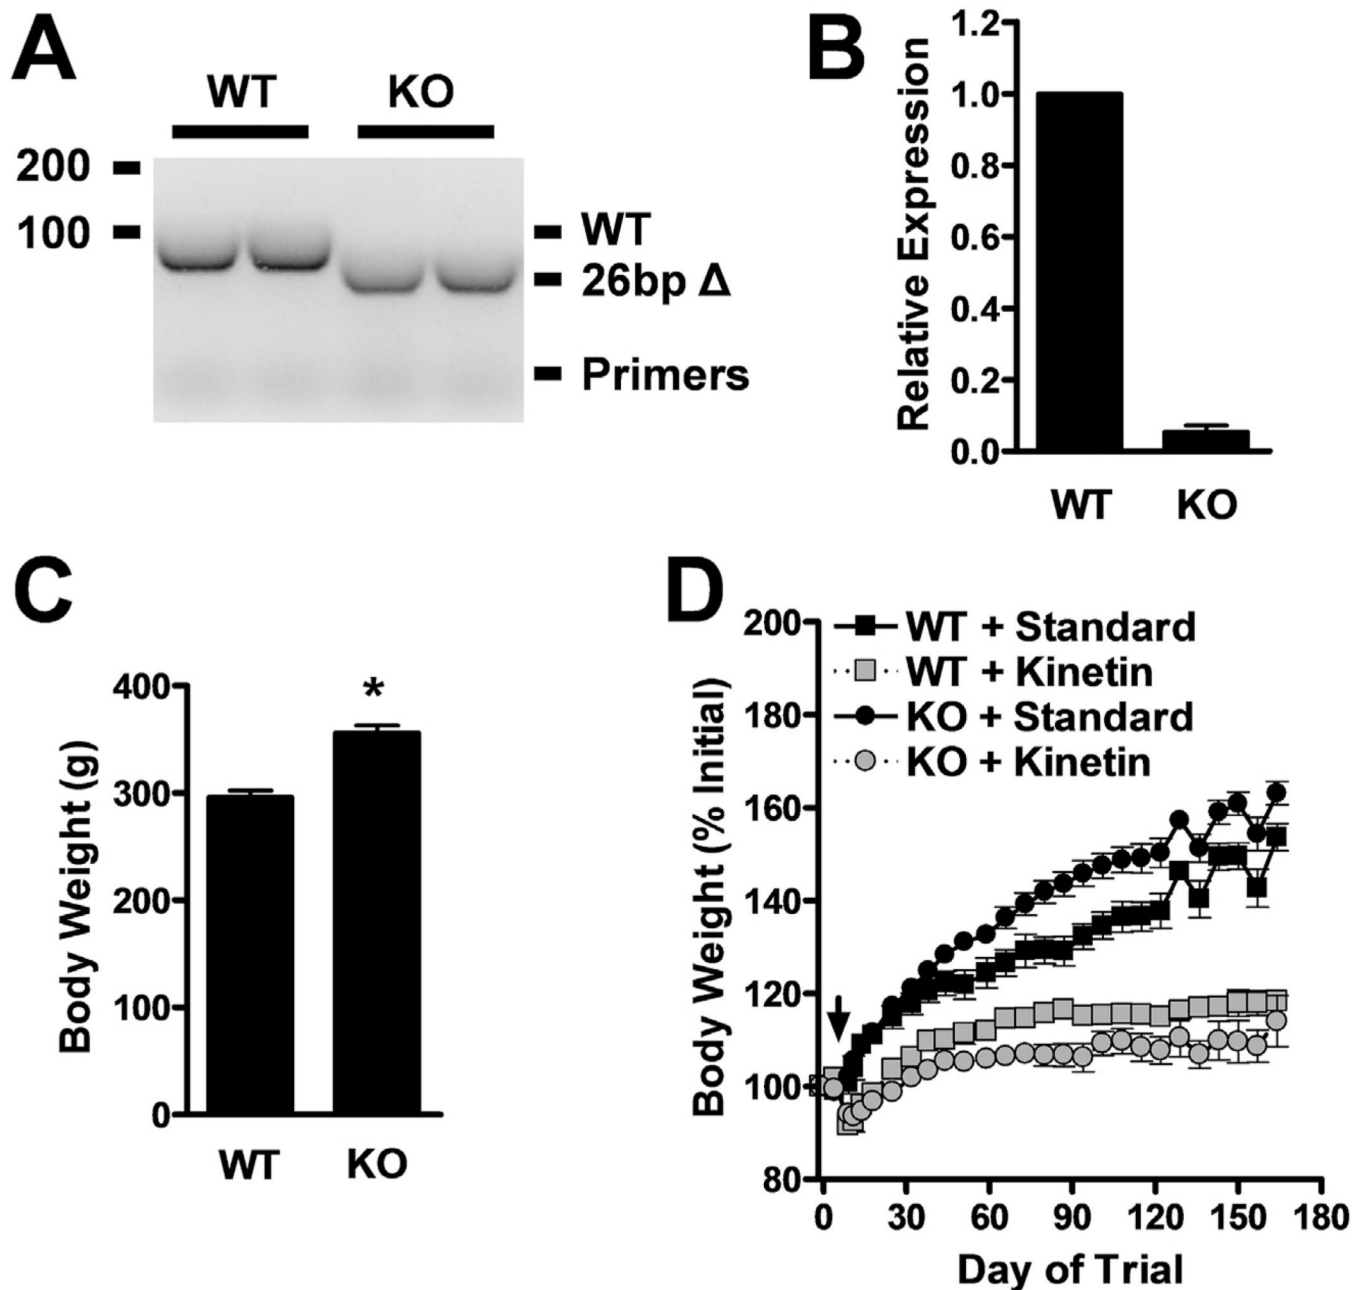 A
WT KO
200
100
WT
26bp Δ
Primers
B
Relative Expression
1.2
1.0
0.8
0.6
0.4
0.2
0.0
WT KO
C
Body Weight (g)
400
300
200
100
0
*
WT KO
D
Body Weight (% Initial)
200
180
160
140
120
100
80
WT + Standard
WT + Kinetin
KO + Standard
KO + Kinetin
0 30 60 90 120 150 180
Day of Trial